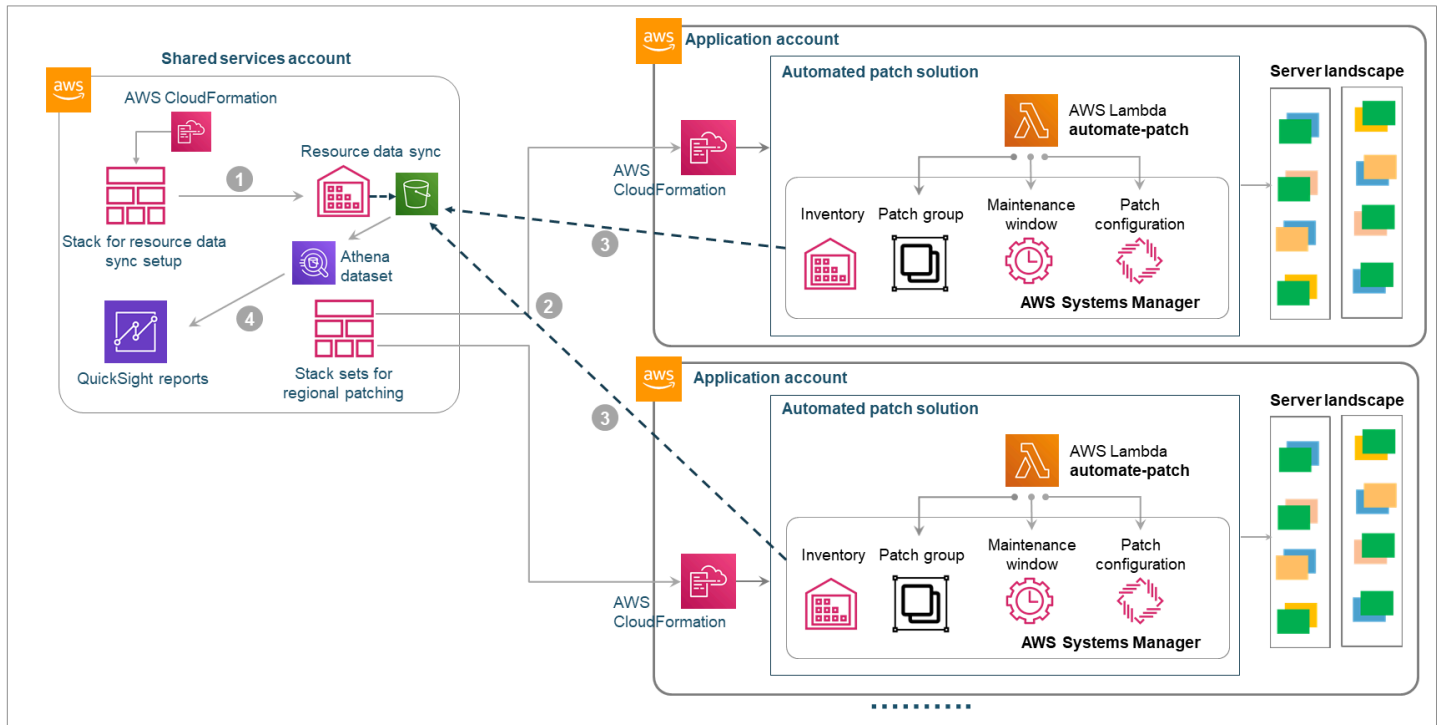 Shared services account
aws
AWS CloudFormation
Resource data sync
1
Stack for resource data
sync setup
Athena
dataset
4
QuickSight reports
Stack sets for
regional patching
2
3
3
aws
Application account
Automated patch solution
Server landscape
AWS Lambda
automate-patch
AWS
CloudFormation
Inventory
Patch group
Maintenance
window
Patch
configuration
AWS Systems Manager
aws
Application account
Automated patch solution
Server landscape
AWS Lambda
automate-patch
AWS
CloudFormation
Inventory
Patch group
Maintenance
window
Patch
configuration
AWS Systems Manager